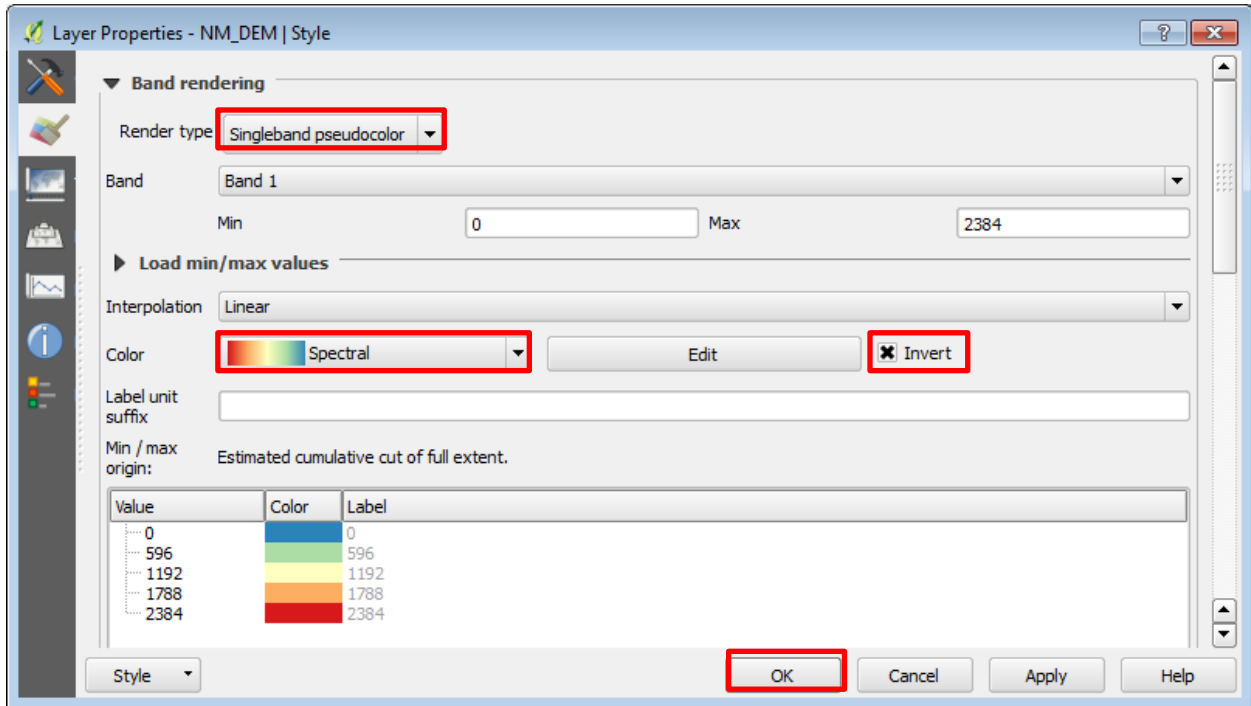 Layer Properties - NM_DEM | Style
Band rendering
Render type Singleband pseudocolor
Band Band 1
Min 0 Max 2384
Load min/max values
Interpolation Linear
Color Spectral Edit Invert
Label unit
suffix
Min / max
origin: Estimated cumulative cut of full extent.
Value Color Label
0 0
596 596
1192 1192
1788 1788
2384 2384
Style OK Cancel Apply Help